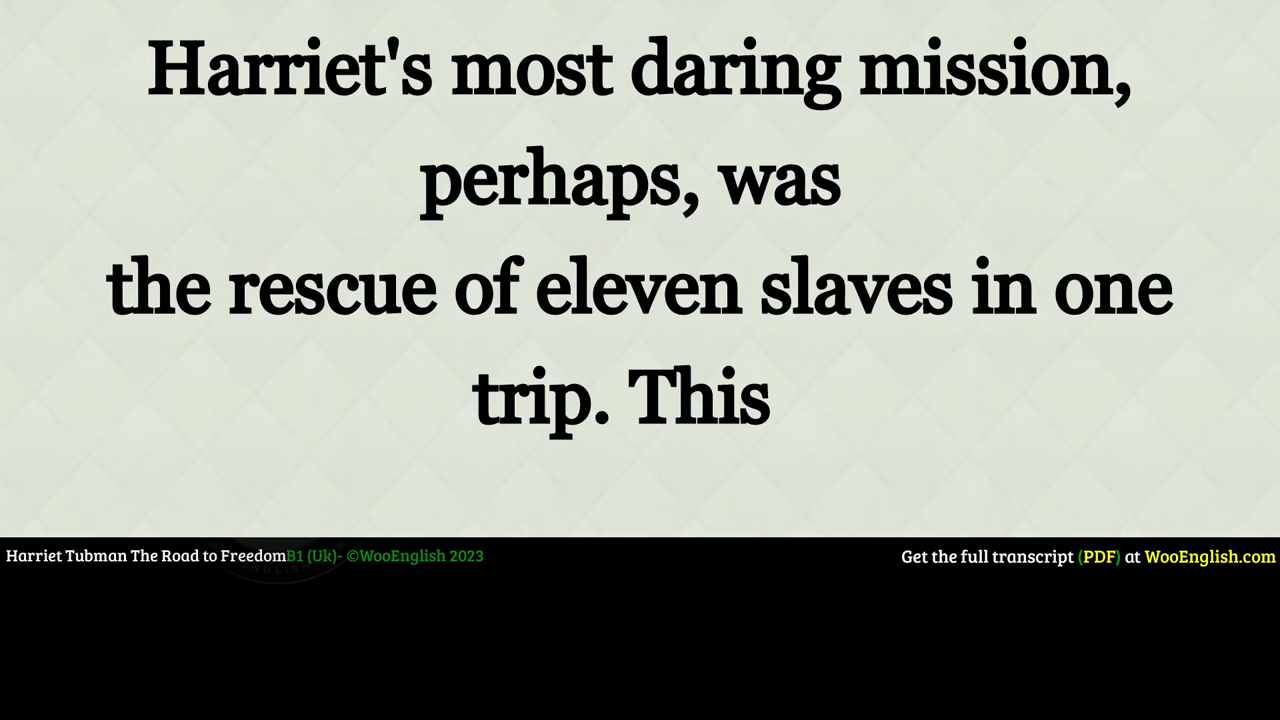 Harriet's most daring mission,
perhaps, was
the rescue of eleven slaves in one
trip. This
Harriet Tubman The Road to FreedomB1 (Uk)- ©WooEnglish 2023
Get the full transcript (PDF) at WooEnglish.com